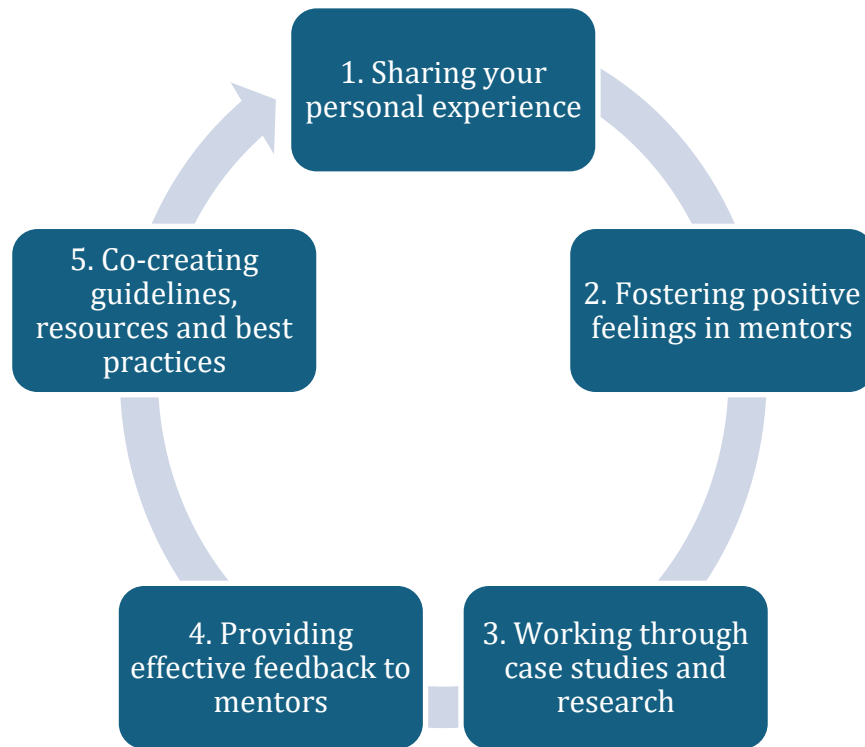 1. Sharing your
personal experience
2. Fostering positive
feelings in mentors
3. Working through
case studies and
research
4. Providing
effective feedback to
mentors
5. Co-creating
guidelines,
resources and best
practices